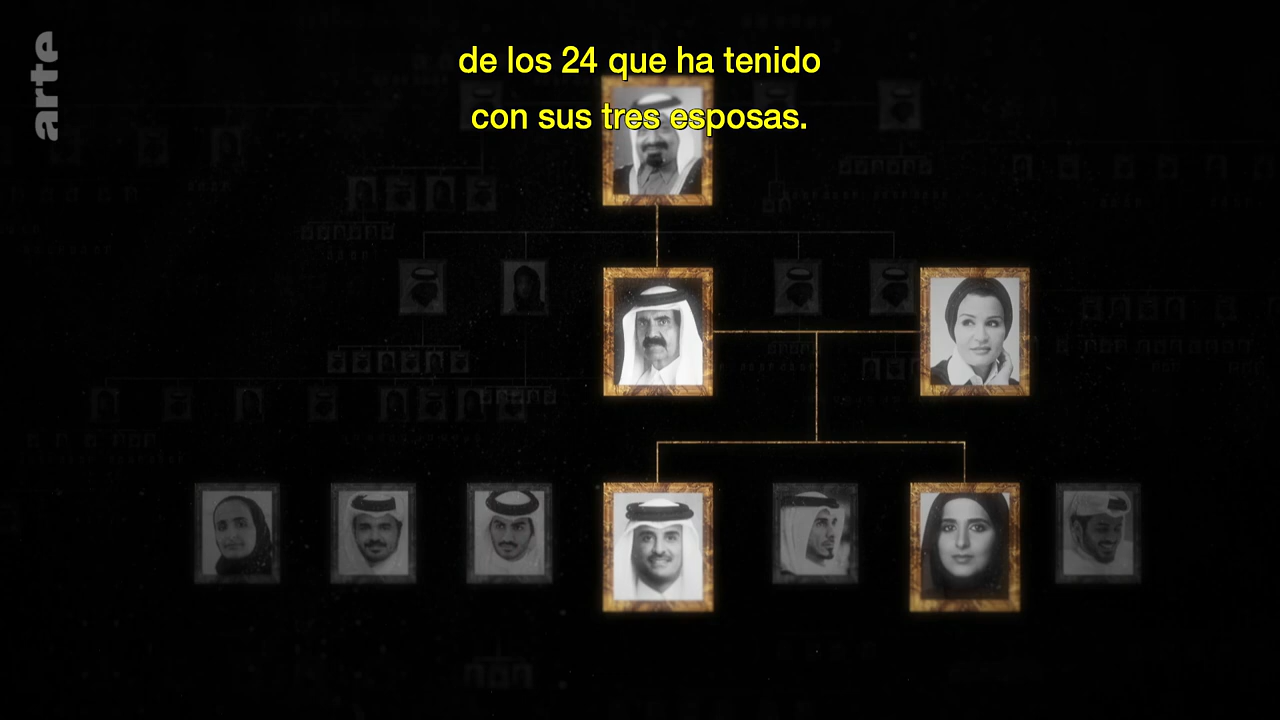 arte
de los 24 que ha tenido
con sus tres esposas.